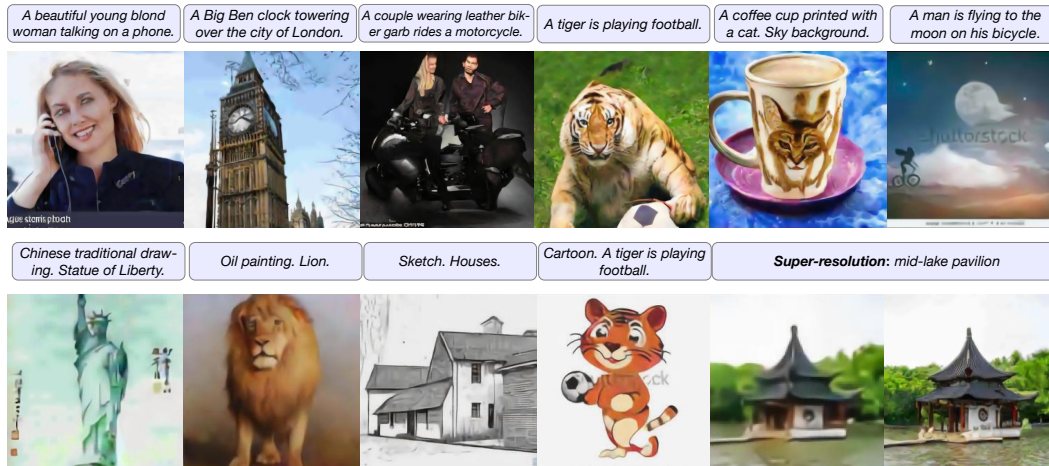 A beautiful young blond
woman talking on a phone.
A Big Ben clock towering
over the city of London.
A couple wearing leather bik-
er garb rides a motorcycle.
A tiger is playing football.
A coffee cup printed with
a cat. Sky background.
A man is flying to the
moon on his bicycle.
Chinese traditional draw-
ing. Statue of Liberty.
Oil painting. Lion.
Sketch. Houses.
Cartoon. A tiger is playing
football.
Super-resolution: mid-lake pavilion